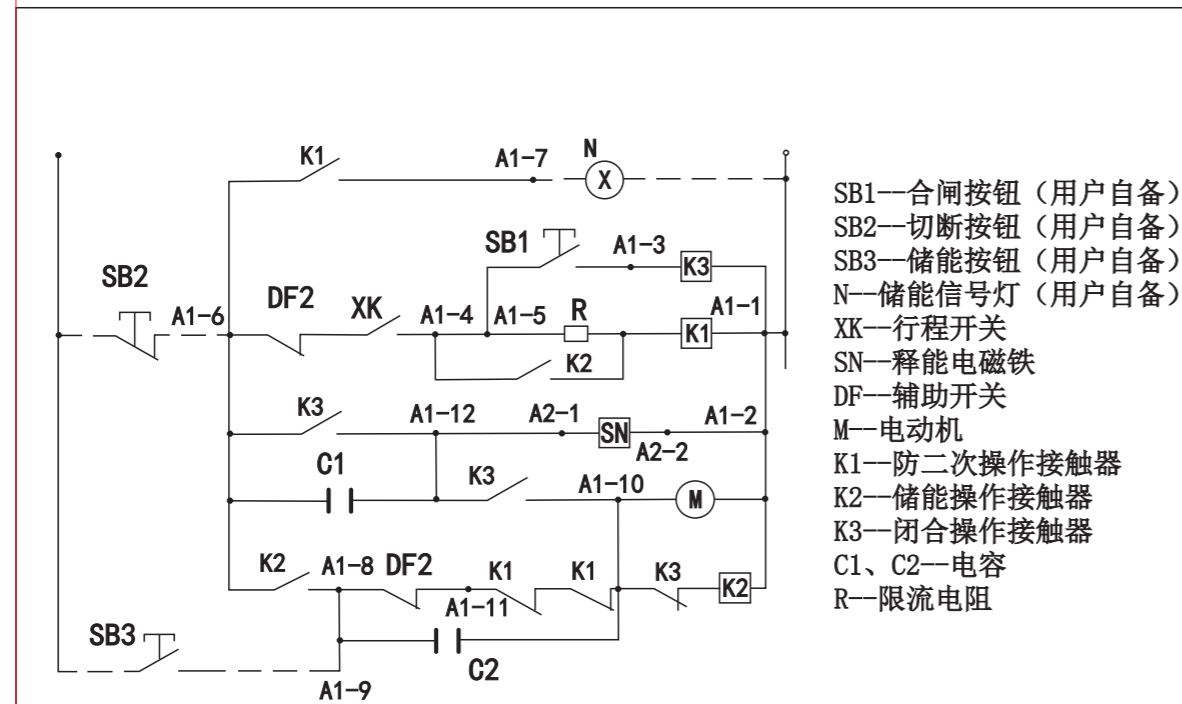 K1
A1-7
N
X
SB1
A1-3
K3
SB2
A1-6
DF2
XK
A1-4
A1-5
R
A1-1
K1
K2
K3
A1-12
A2-1
SN
A2-2
A1-2
C1
K3
A1-10
M
K2
A1-8
DF2
A1-11
K1
K1
K3
K2
SB3
C2
A1-9
SB1--合闸按钮（用户自备）
SB2--切断按钮（用户自备）
SB3--储能按钮（用户自备）
N--储能信号灯（用户自备）
XK--行程开关
SN--释能电磁铁
DF--辅助开关
M--电动机
K1--防二次操作接触器
K2--储能操作接触器
K3--闭合操作接触器
C1、C2--电容
R--限流电阻